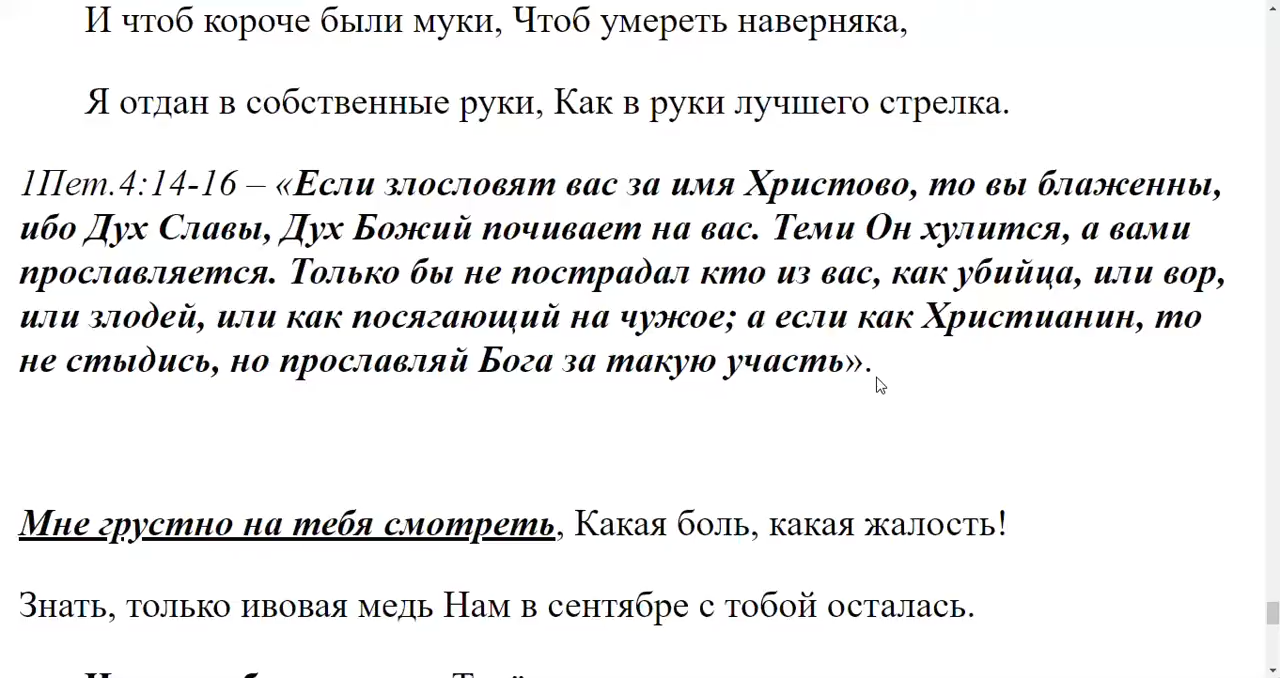 И чтоб короче были муки, Чтоб умереть наверняка,
Я отдан в собственные руки, Как в руки лучшего стрелка.
1Пет.4:14-16 – «Если злословят вас за имя Христово, то вы блаженны,
ибо Дух Славы, Дух Божий почивает на вас. Теми Он хулится, а вами
прославляется. Только бы не пострадал кто из вас, как убийца, или вор,
или злодей, или как посягающий на чужое; а если как Христианин, то
не стыдись, но прославляй Бога за такую участь».
Мне грустно на тебя смотреть, Какая боль, какая жалость!
Знать, только ивовая медь Нам в сентябре с тобой осталась.